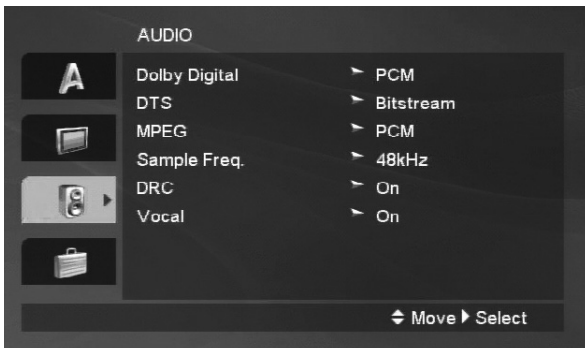 AUDIO
A
Dolby Digital ► PCM
DTS ► Bitstream
MPEG ► PCM
Sample Freq. ► 48kHz
DRC ► On
Vocal ► On
Move Select